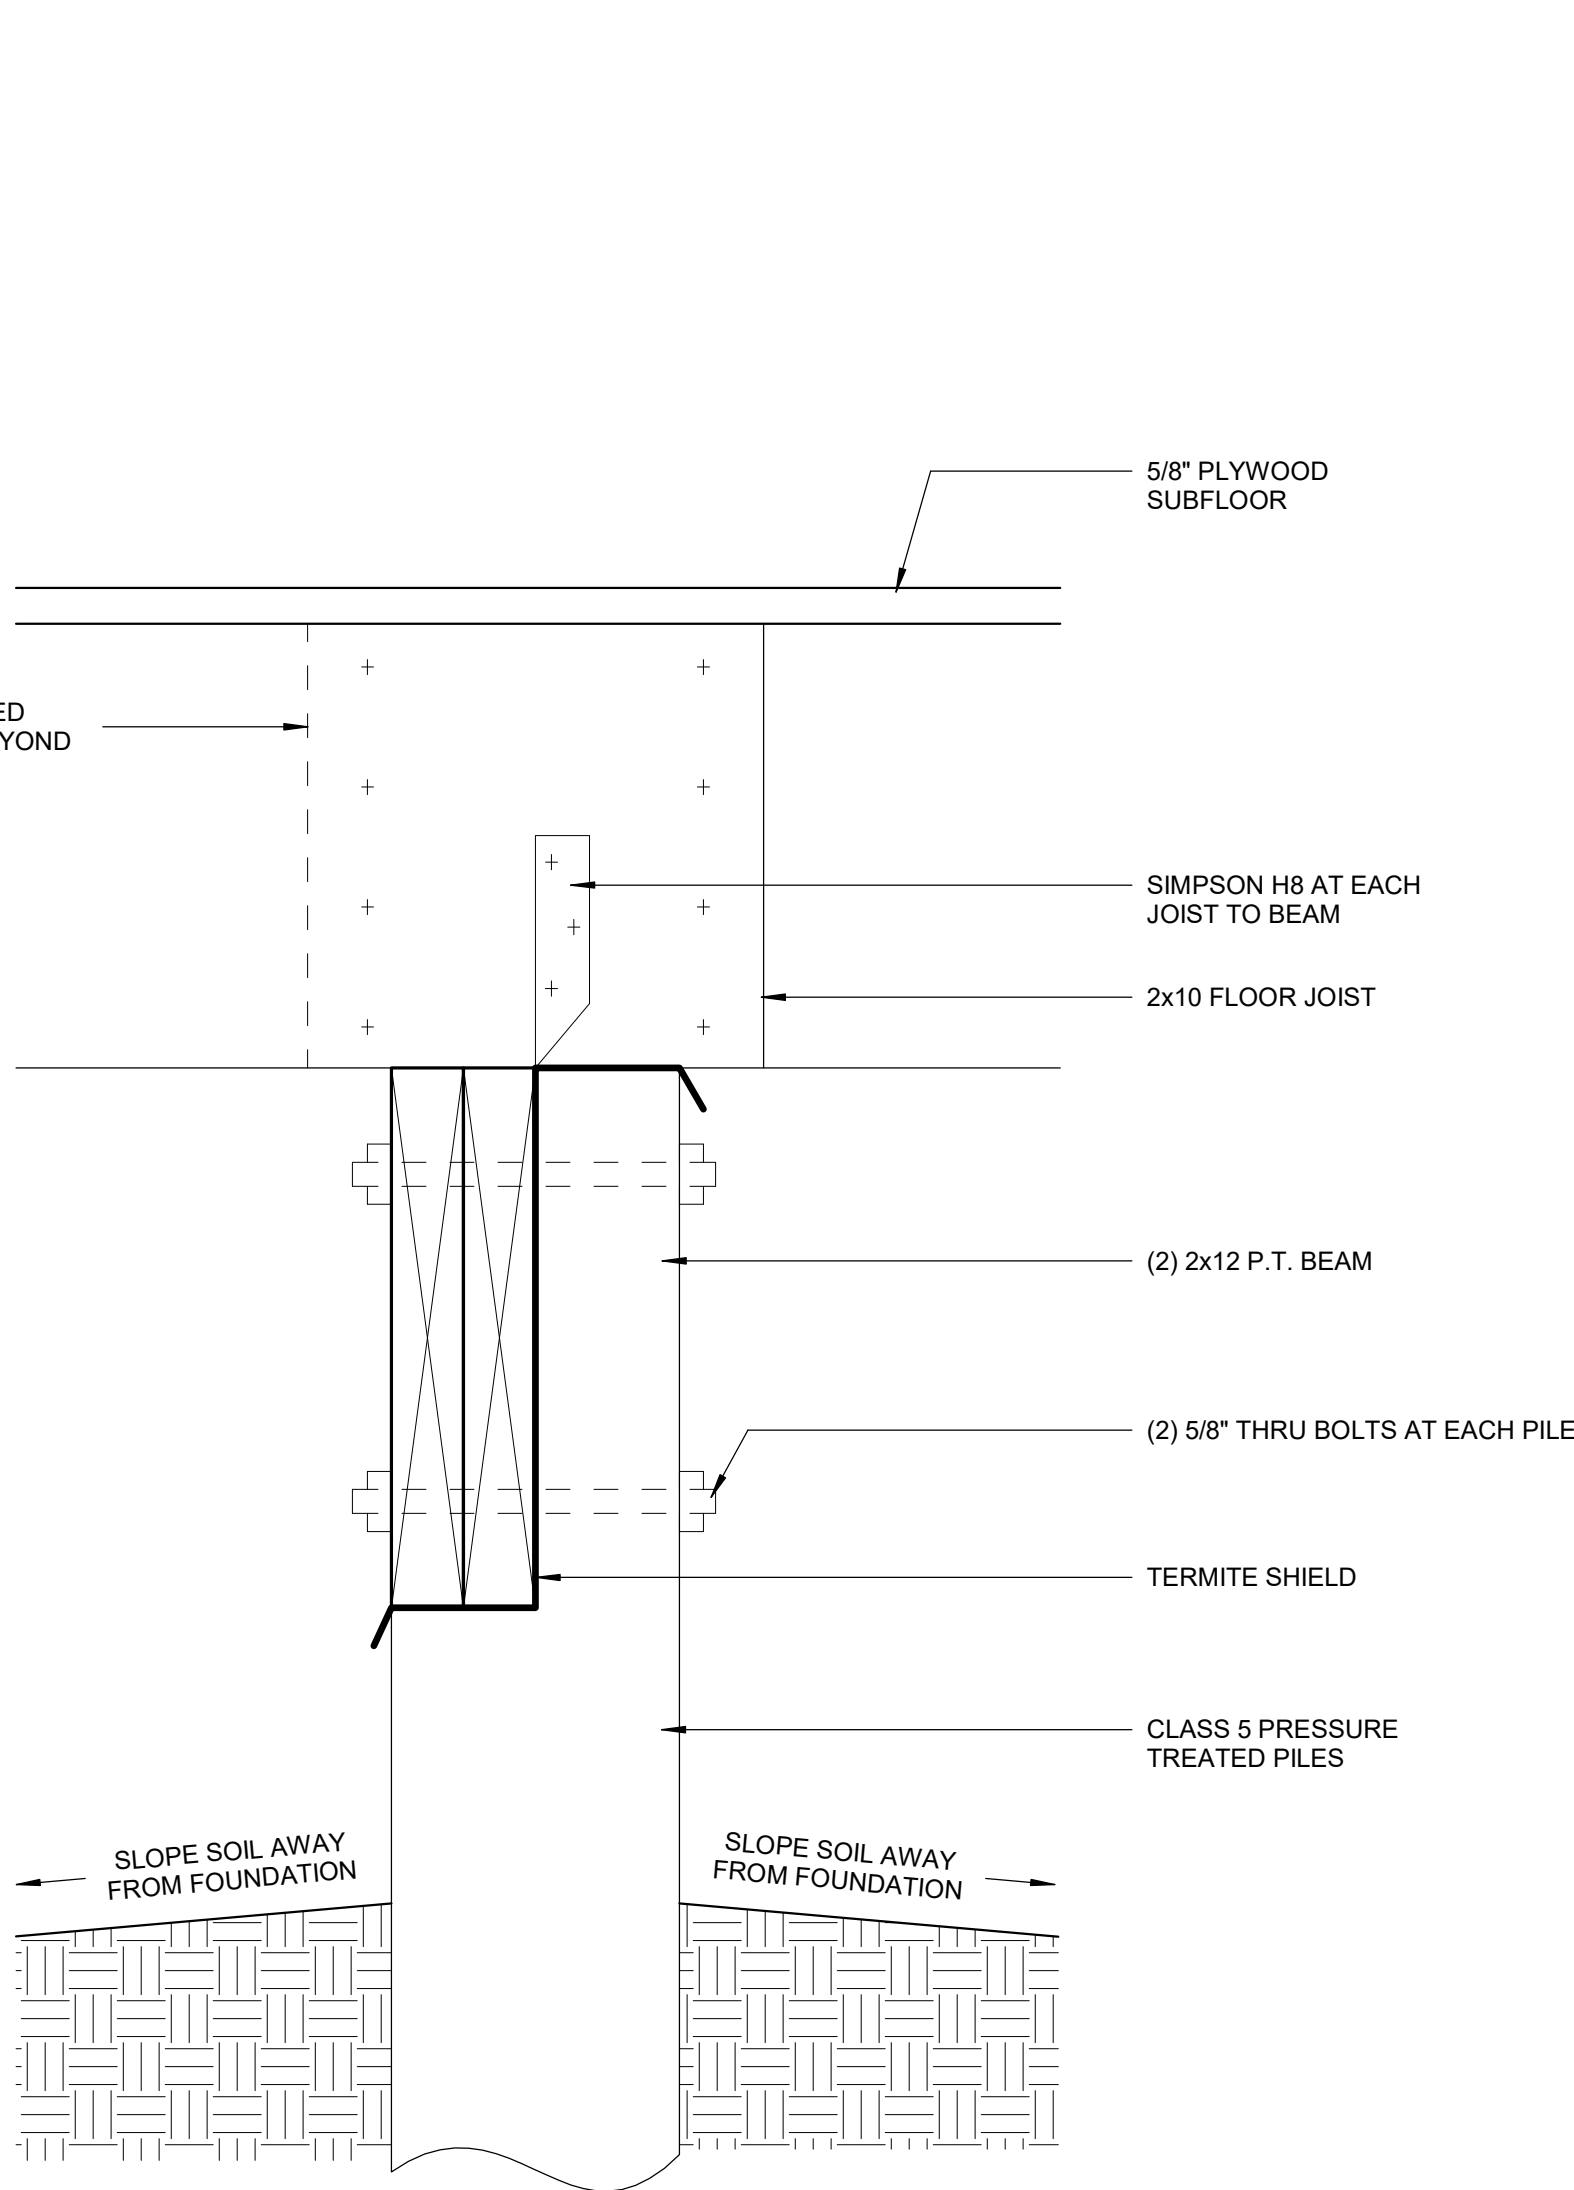 5/8" PLYWOOD
SUBFLOOR
ED
YOND
SIMPSON H8 AT EACH
JOIST TO BEAM
2x10 FLOOR JOIST
(2) 2x12 P.T. BEAM
(2) 5/8" THRU BOLTS AT EACH PILE
TERMITE SHIELD
CLASS 5 PRESSURE
TREATED PILES
SLOPE SOIL AWAY
FROM FOUNDATION
SLOPE SOIL AWAY
FROM FOUNDATION